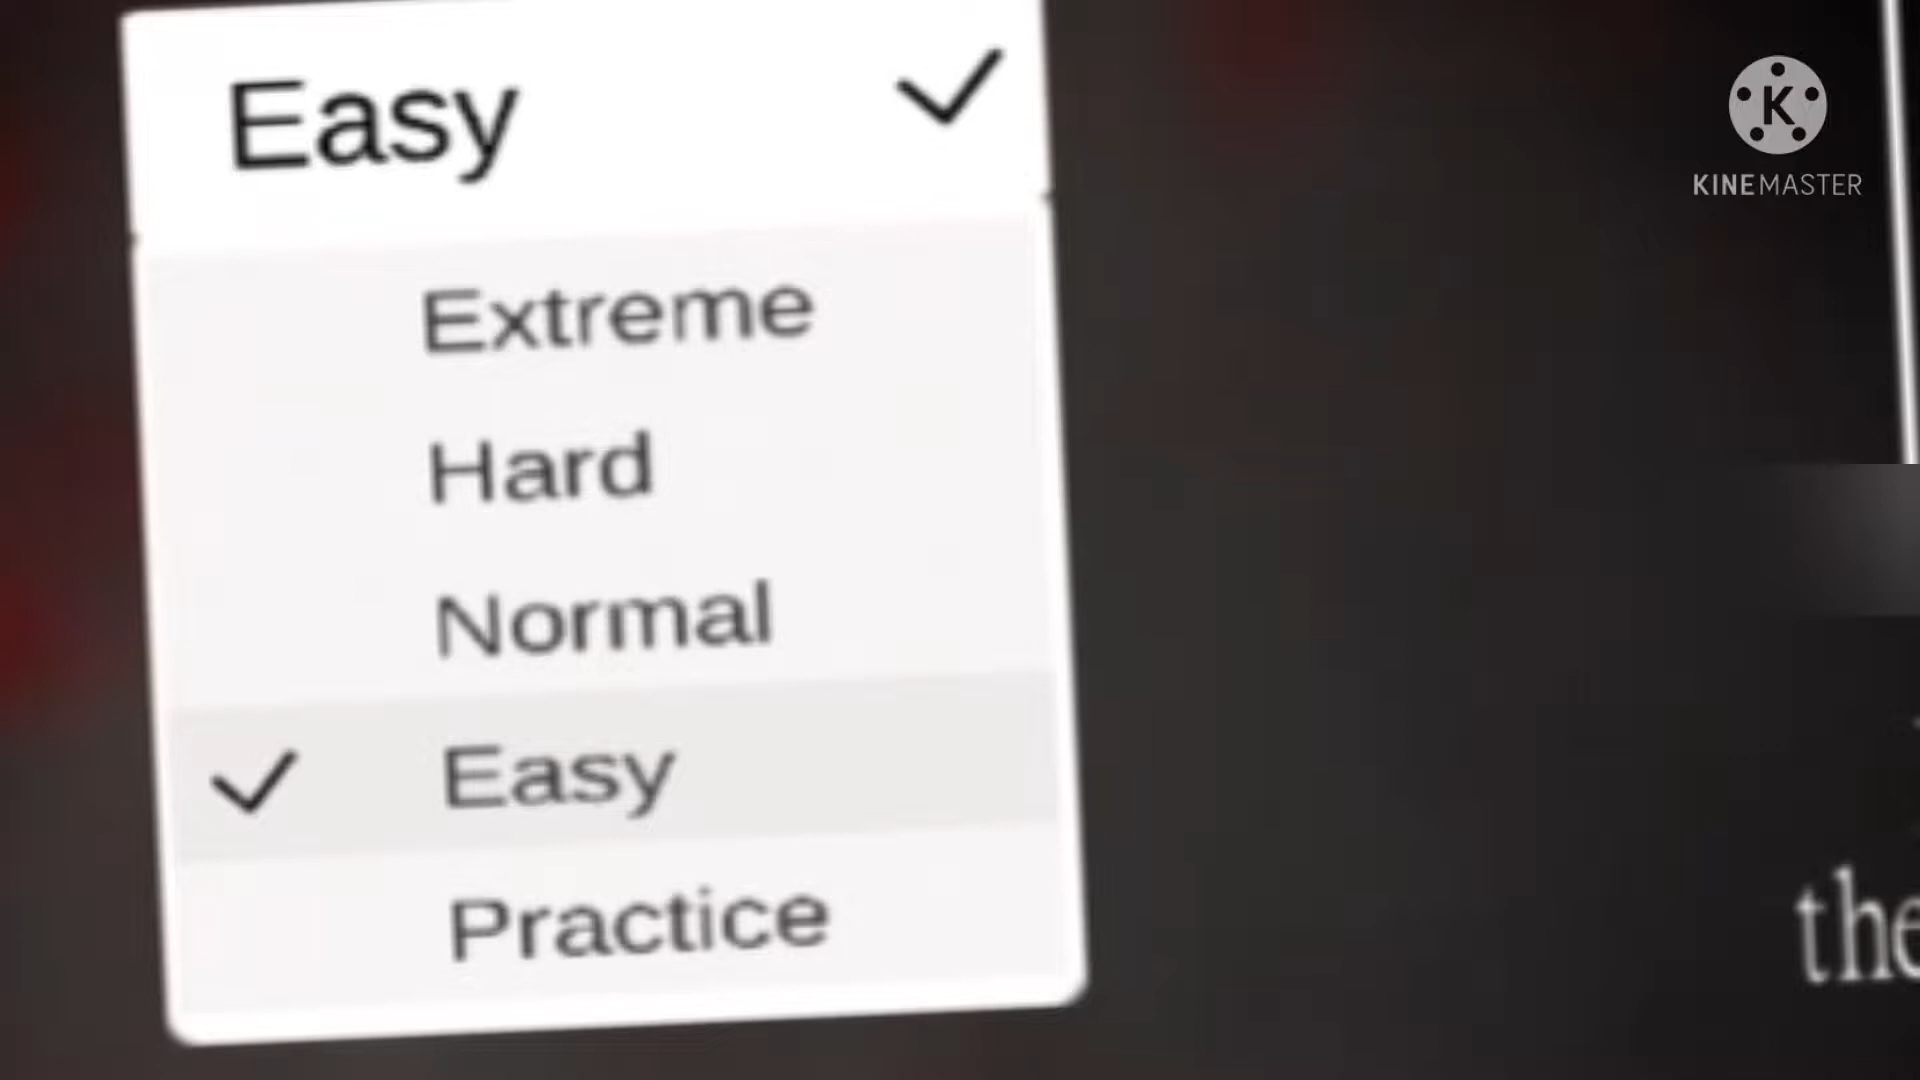 Easy
Extreme
Hard
Normal
Easy
Practice
K
KINEMASTER
the